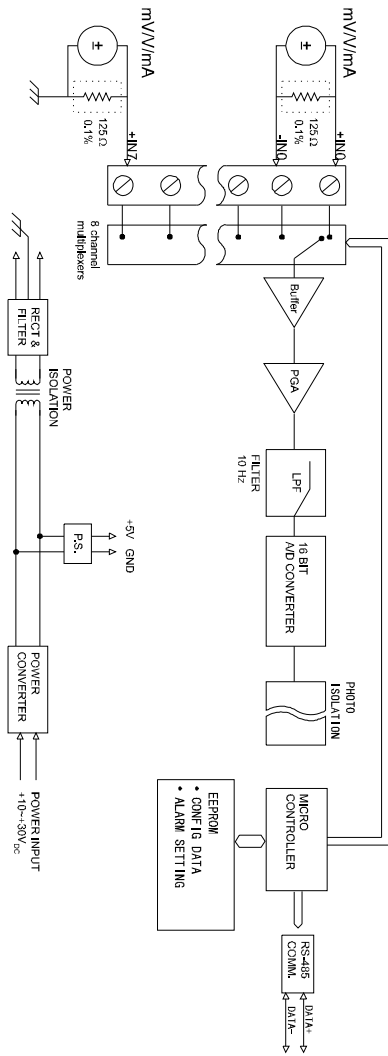 mV/V/mA
125 Ω
0.1%
+IN0
-IN0
mV/V/mA
125 Ω
0.1%
+IN7
8 channel
multiplexers
Buffer
PGA
LPF
FILTER
10 Hz
16 BIT
A/D CONVERTER
PHOTO
ISOLATION
MICRO
CONTROLLER
EEPROM
• CONFIG DATA
• ALARM SETTING
RS-485
COMM.
DATA+
DATA-
RECT &
FILTER
POWER
ISOLATION
P.S.
+5V
GND
POWER
CONVERTER
POWER INPUT
+10~+30VDC